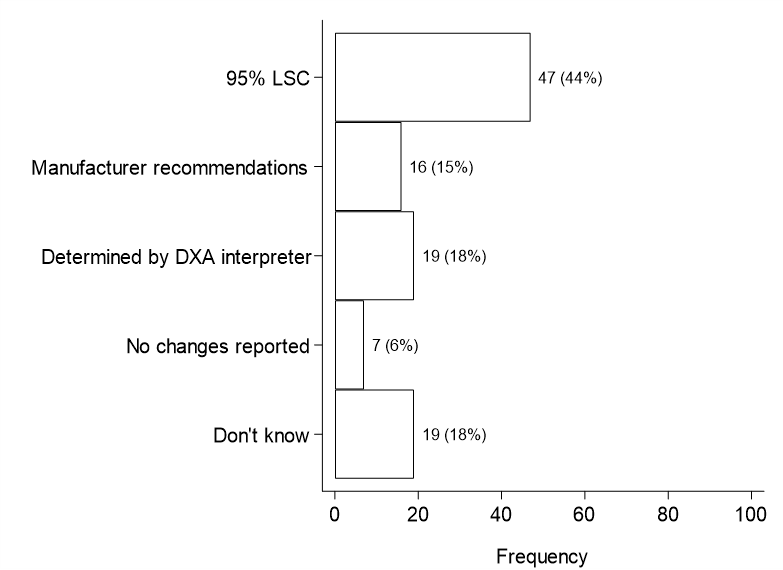 95% LSC
47 (44%)
Manufacturer recommendations
16 (15%)
Determined by DXA interpreter
19 (18%)
No changes reported
7 (6%)
Don't know
19 (18%)
0 20 40 60 80 100
Frequency